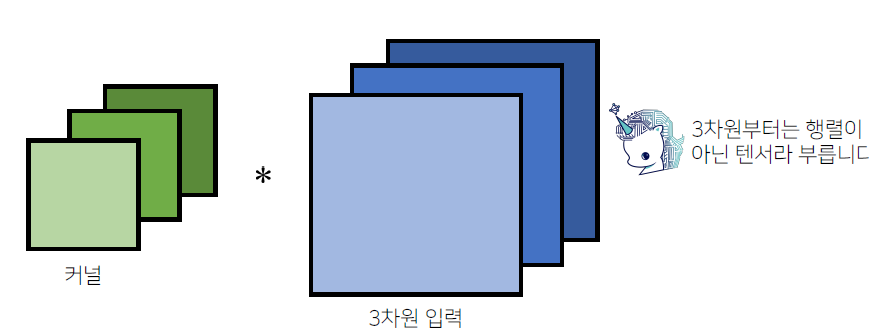 3차원부터는 행렬이
아닌 텐서라 부릅니
*
커널
3차원 입력